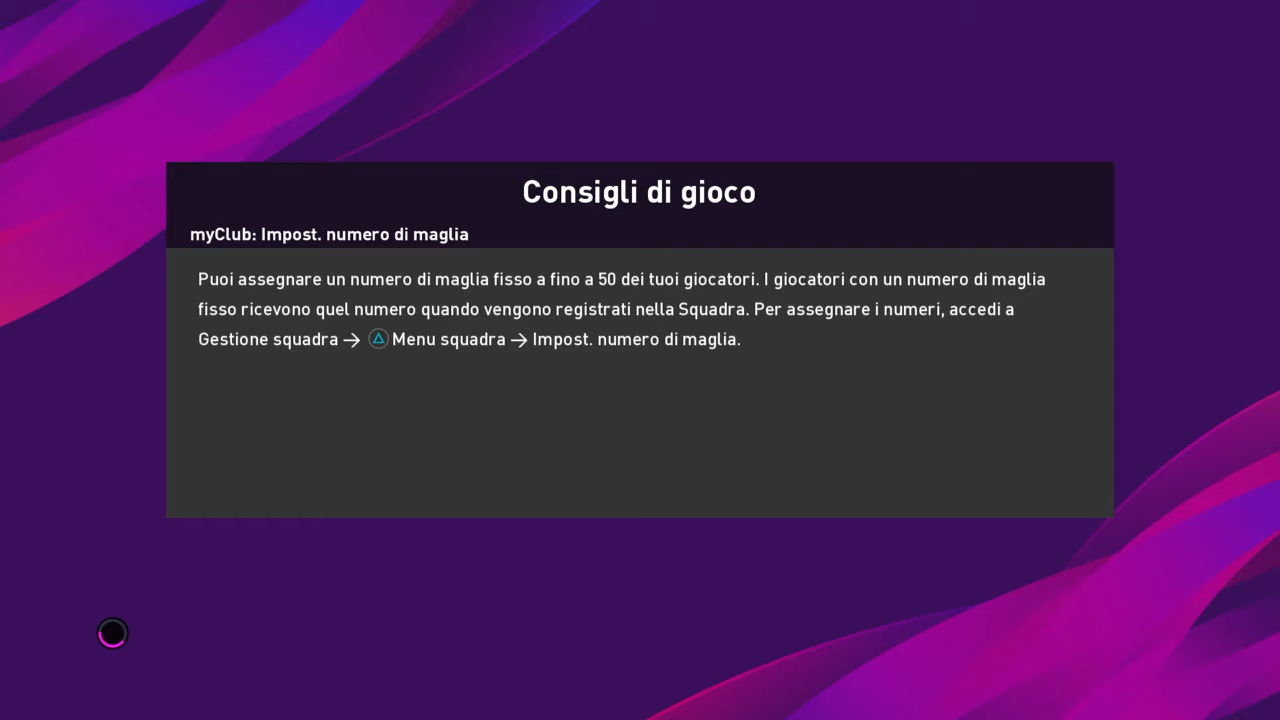 Consigli di gioco
myClub: Impost. numero di maglia
Puoi assegnare un numero di maglia fisso a fino a 50 dei tuoi giocatori. I giocatori con un numero di maglia
fisso ricevono quel numero quando vengono registrati nella Squadra. Per assegnare i numeri, accedi a
Gestione squadra → △ Menu squadra → Impost. numero di maglia.